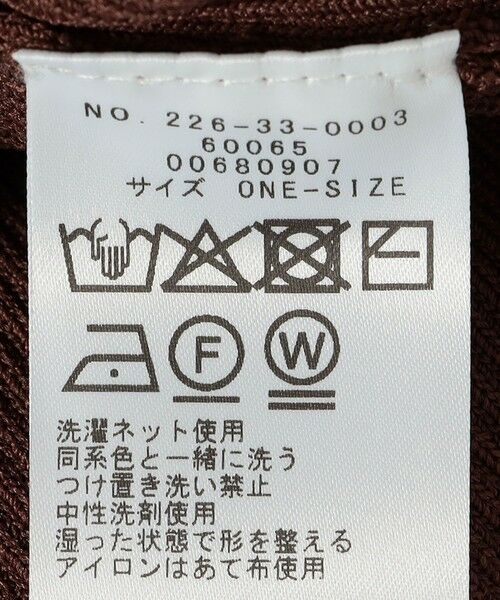 NO. 226-33-0003
60065
00680907
サイズ ONE-SIZE
F W
洗濯ネット使用
同系色と一緒に洗う
つけ置き洗い禁止
中性洗剤使用
湿った状態で形を整える
アイロンはあて布使用